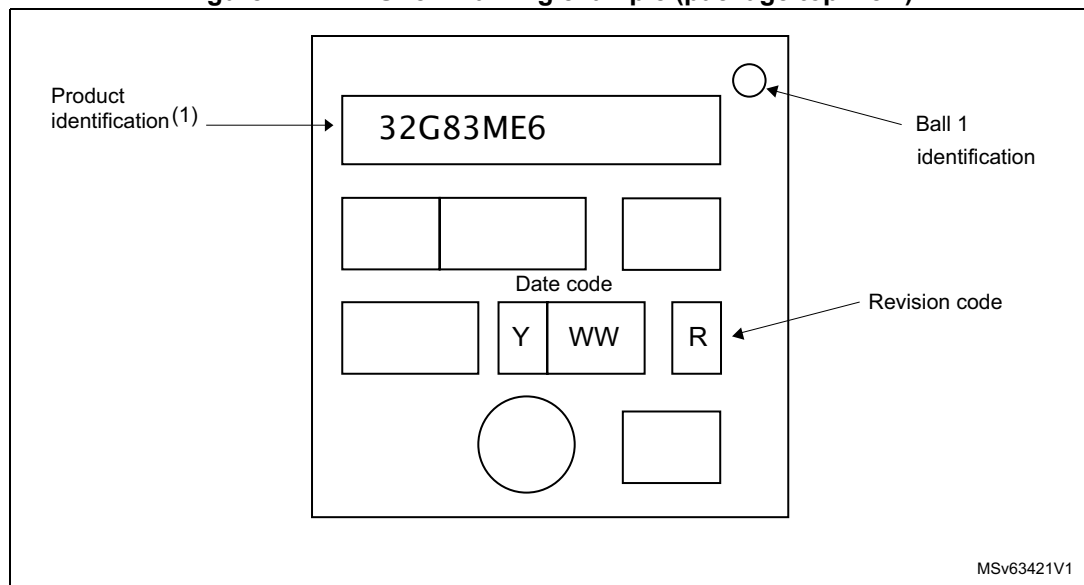 Product
identification(1)
32G83ME6
Ball 1
identification
Date code
Y WW R
Revision code
MSv63421V1